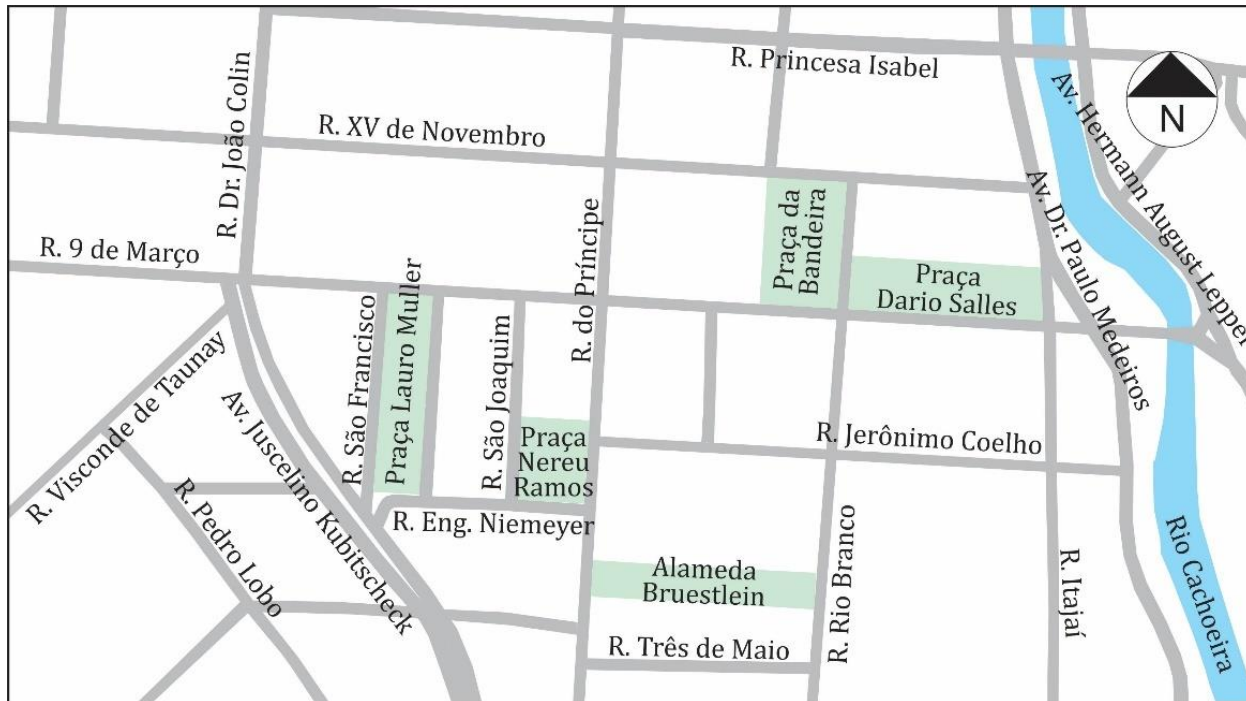 R. Princesa Isabel
R. Dr. João Colin
R. XV de Novembro
Av. Hermann August Lepper
N
R. 9 de Março
R. do Príncipe
Praça da
Bandeira
Praça
Dario Salles
Av. Dr. Paulo Medeiros
R. Visconde de Taunay
Av. Juscelino Kubitscheck
R. São Francisco
Praça Lauro Muller
R. São Joaquim
Praça
Nereu
Ramos
R. Jerônimo Coelho
R. Pedro Lobo
R. Eng. Niemeyer
Alameda
Bruestlein
R. Rio Branco
R. Itajaí
Rio Cachoeira
R. Três de Maio